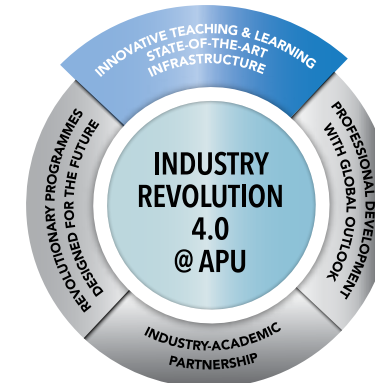 INNOVATIVE TEACHING & LEARNING
STATE-OF-THE-ART
INFRASTRUCTURE
PROFESSIONAL DEVELOPMENT
WITH GLOBAL OUTLOOK
INDUSTRY-ACADEMIC
PARTNERSHIP
REVOLUTIONARY PROGRAMMES
DESIGNED FOR THE FUTURE
INDUSTRY
REVOLUTION
4.0
@ APU